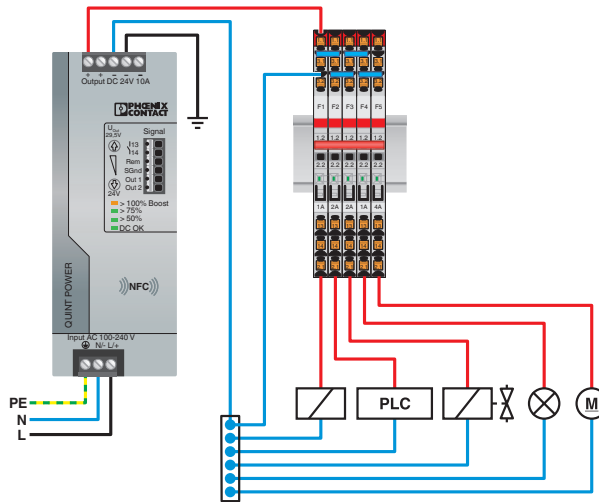 + + − − −
Output DC 24V 10A
PHŒNIX
CONTACT
UOut
29,5V
Signal
13
14
Rem
SGnd
Out 1
Out 2
24V
> 100% Boost
> 75%
> 50%
DC OK
NFC
QUINT POWER
Input AC 100-240 V
N/- L/+
PE
N
L
F1 F2 F3 F4 F5
1.2 1.2 1.2 1.2 1.2
2.2 2.2 2.2 2.2 2.2
1A 2A 2A 1A 4A
PLC
M